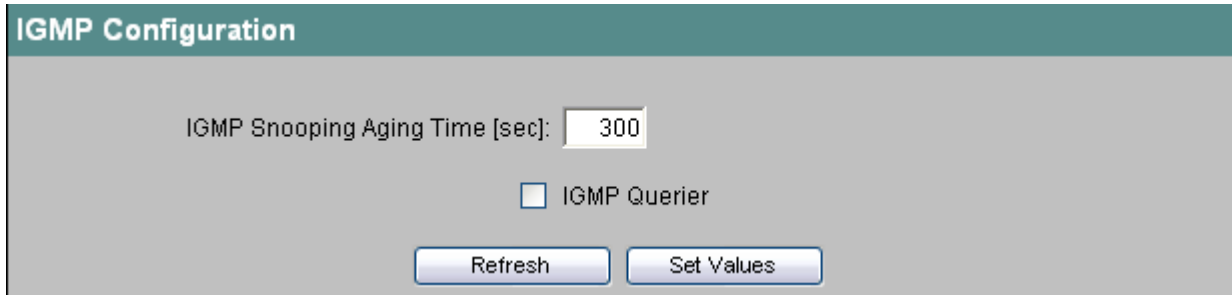 IGMP Configuration
IGMP Snooping Aging Time [sec]: 300
IGMP Querier
Refresh Set Values